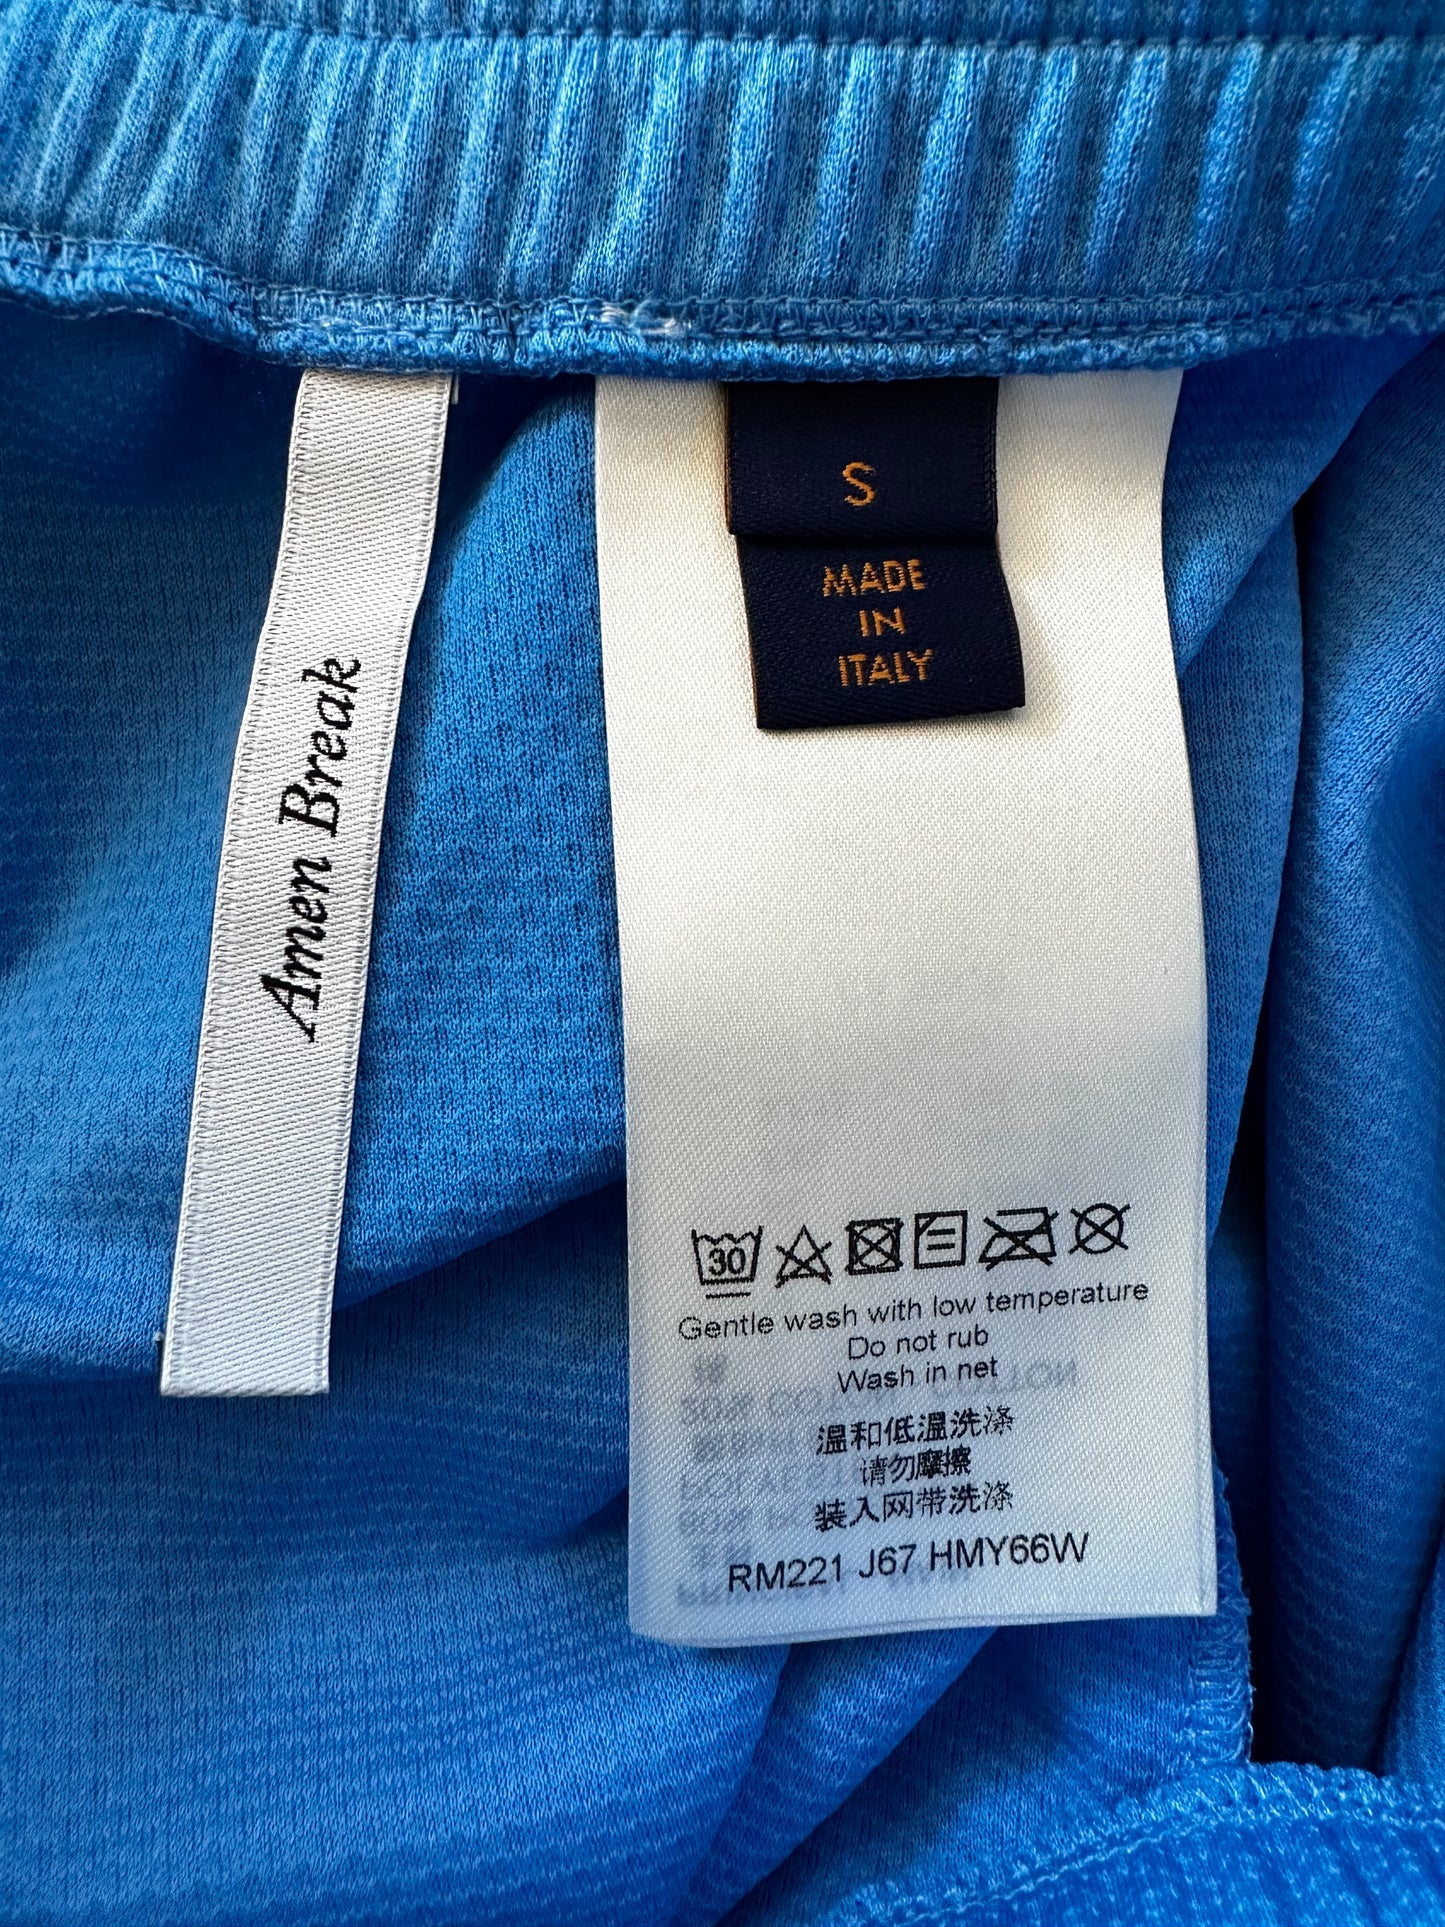 Amen Break
S
MADE
IN
ITALY
30
Gentle wash with low temperature
Do not rub
Wash in net
温和低温洗涤
请勿摩擦
装入网带洗涤
RM221 J67 HMY66W